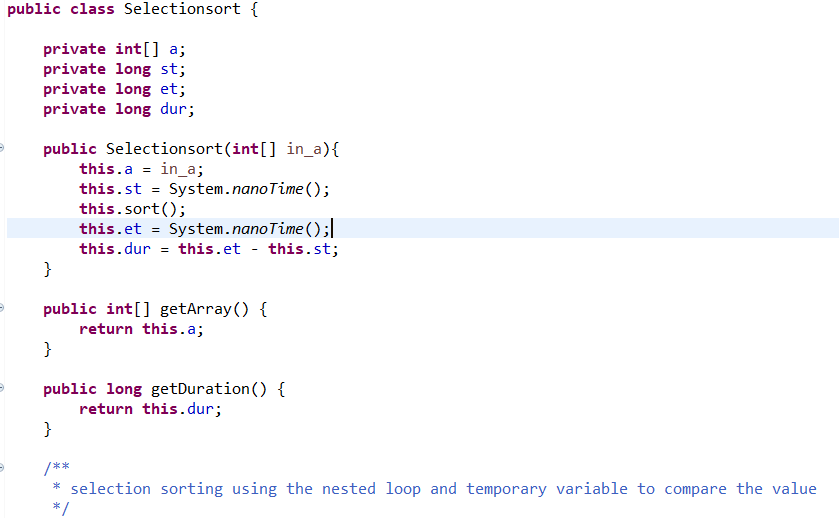 public class Selectionsort {
private int[] a;
private long st;
private long et;
private long dur;
public Selectionsort(int[] in_a){
this.a = in_a;
this.st = System.nanoTime();
this.sort();
this.et = System.nanoTime();
this.dur = this.et - this.st;
}
public int[] getArray() {
return this.a;
}
public long getDuration() {
return this.dur;
}
/**
* selection sorting using the nested loop and temporary variable to compare the value
*/